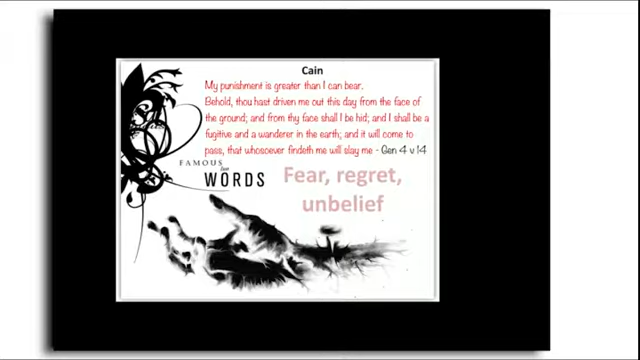 Cain
My punishment is greater than I can bear.
Behold, thou hast driven me out this day from the face of
the ground; and from thy face shall I be hid; and I shall be a
fugitive and a wanderer in the earth; and it will come to
pass, that whosoever findeth me will slay me - Gen 4 v 14
FAMOUS
last
WORDS
Fear, regret,
unbelief